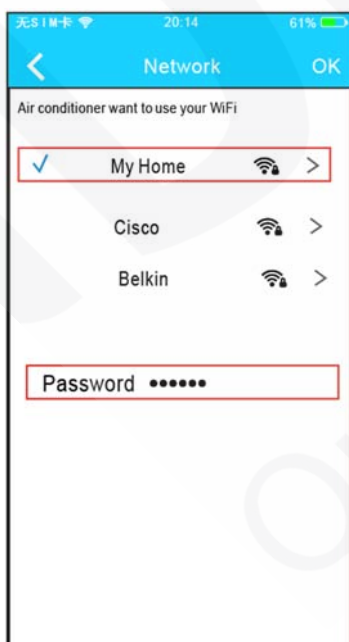 无SIM卡 20:14 61%
Network OK
Air conditioner want to use your WiFi
My Home
Cisco
Belkin
Password ••••••